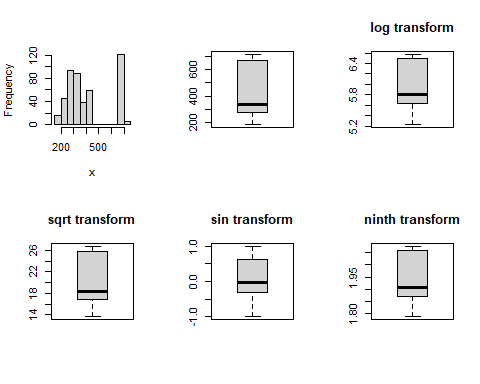 log transform
Frequency
0 40 80 120
200 500
x
200 400 600
5.2 5.8 6.4
sqrt transform
sin transform
ninth transform
14 18 22 26
-1.0 0.0 1.0
1.80 1.95